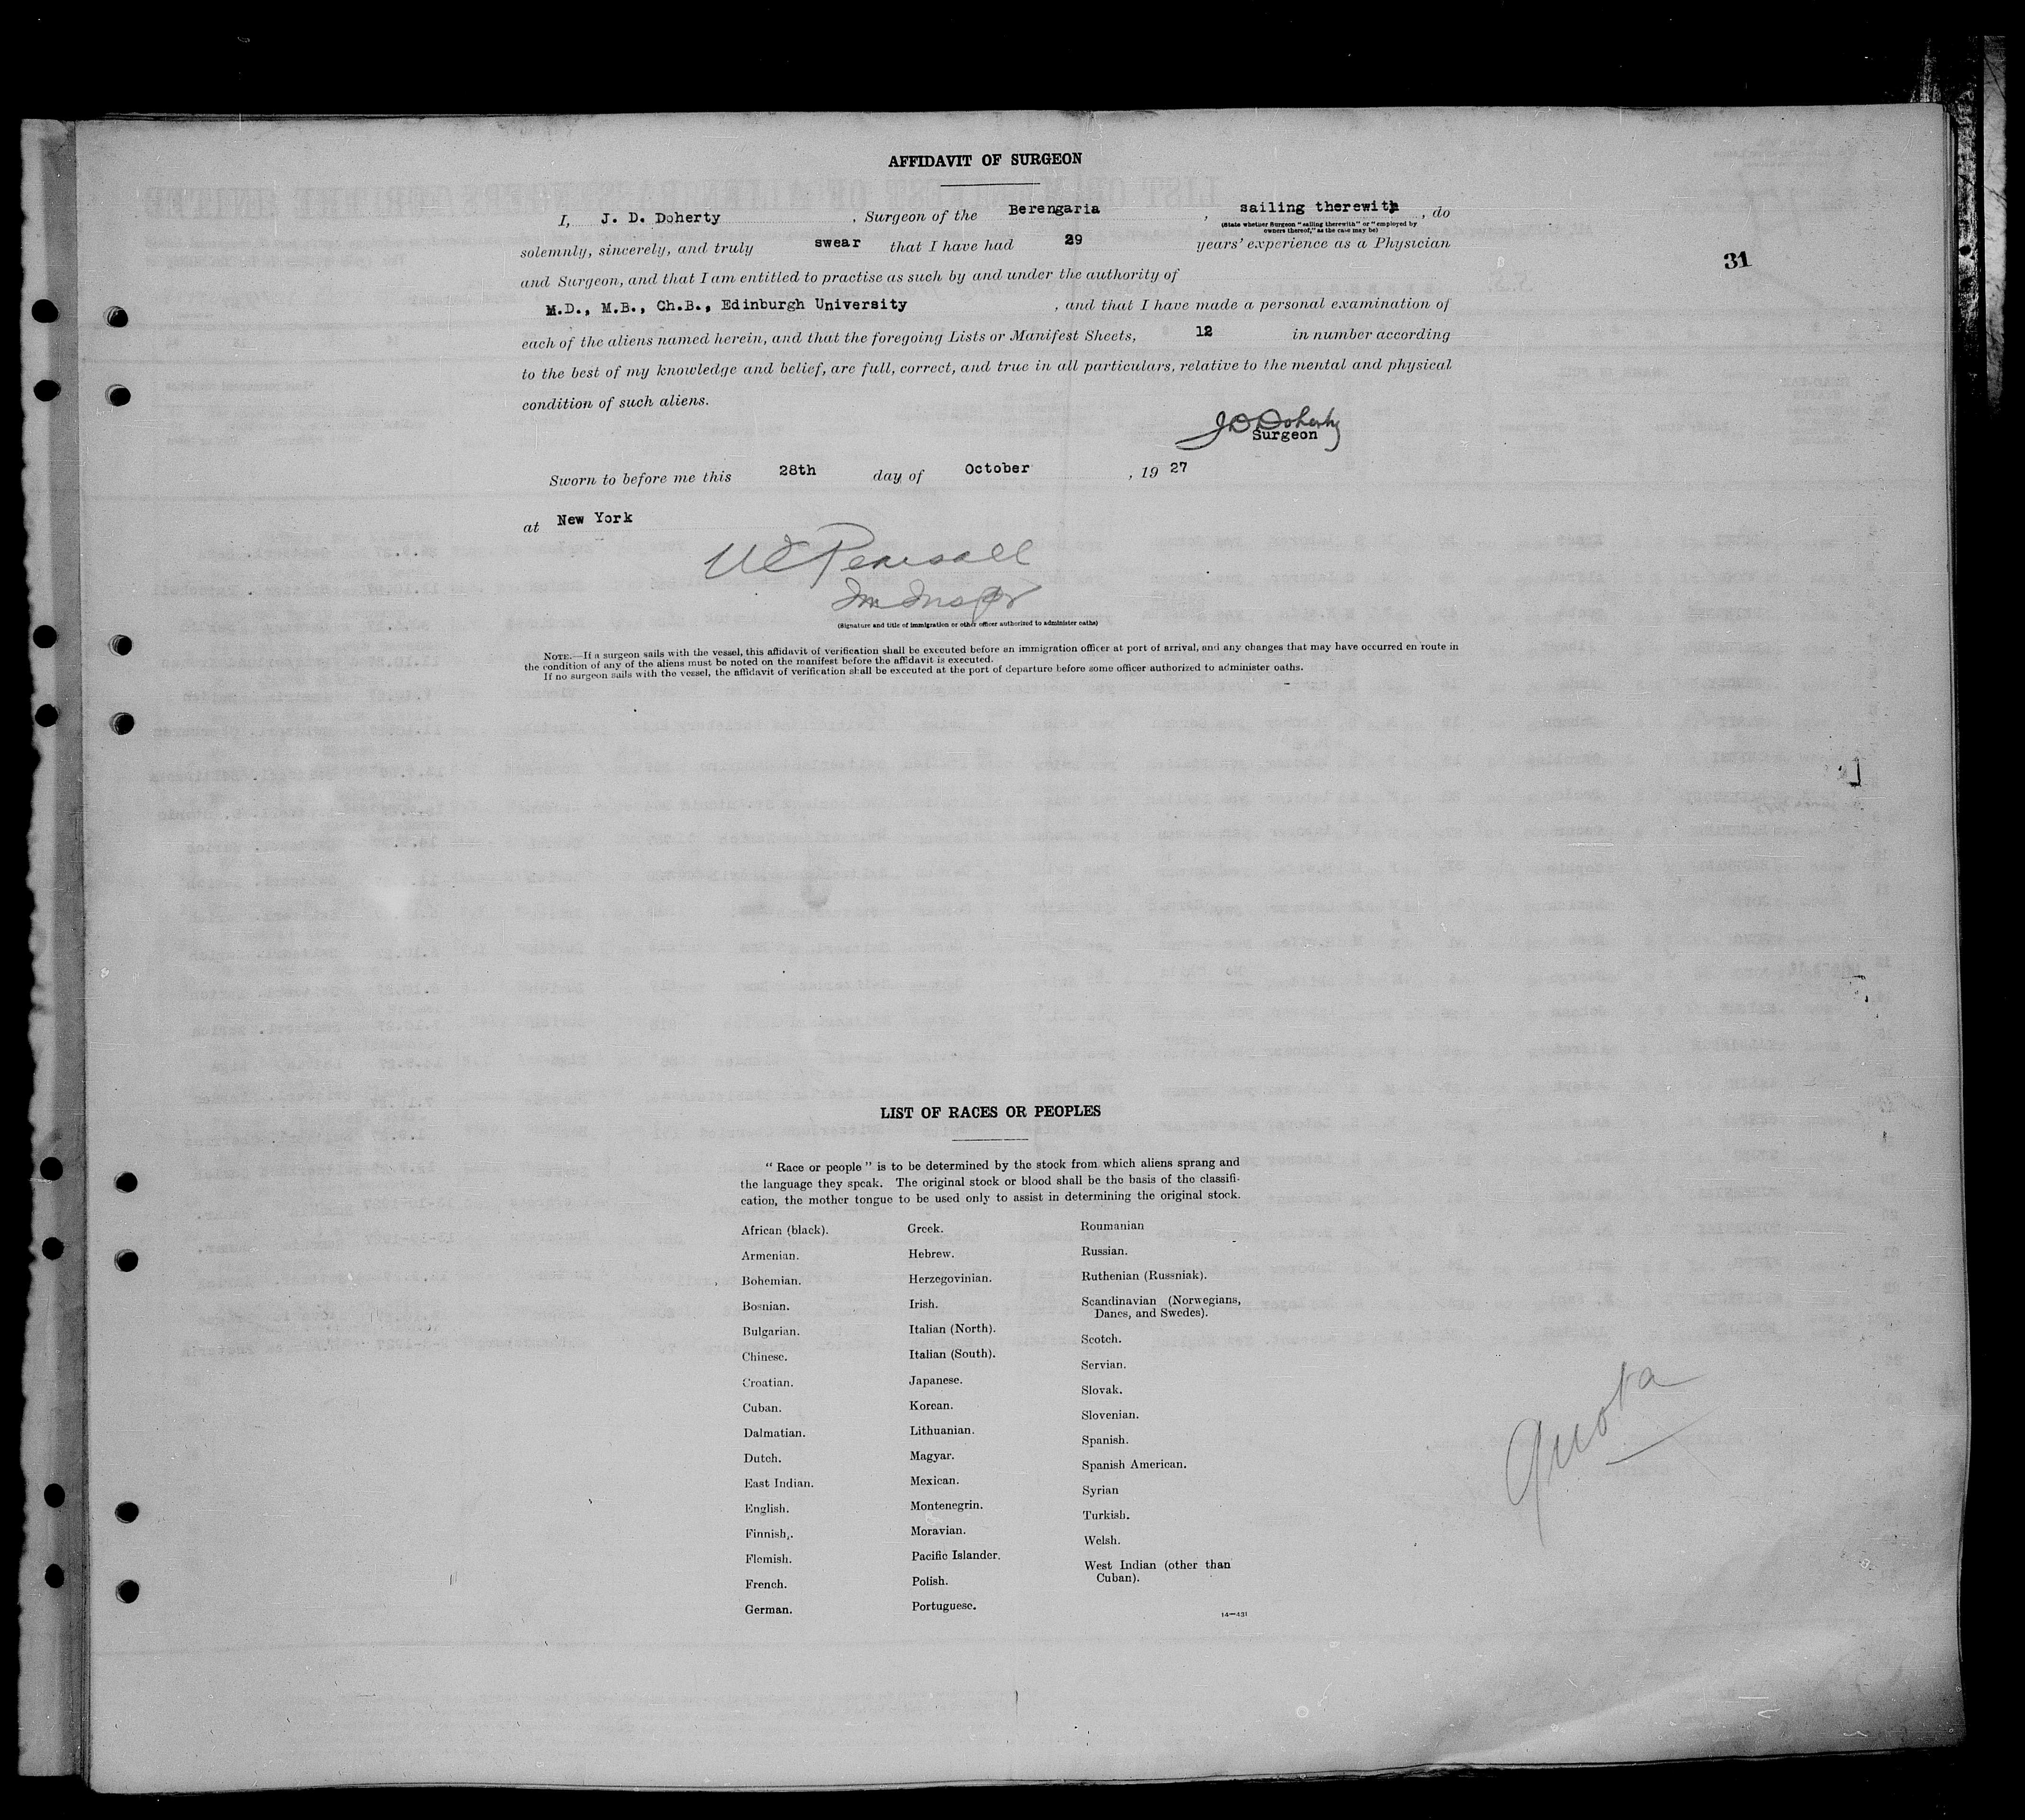 AFFIDAVIT OF SURGEON
I, J. D. Doherty, Surgeon of the Berengaria, sailing therewith, do
(State whether Surgeon "sailing therewith" or "employed by
owners thereof," as the case may be)
solemnly, sincerely, and truly swear that I have had 29 years' experience as a Physician
31
and Surgeon, and that I am entitled to practise as such by and under the authority of
M.D., M.B., Ch.B., Edinburgh University, and that I have made a personal examination of
each of the aliens named herein, and that the foregoing Lists or Manifest Sheets, 12 in number according
to the best of my knowledge and belief, are full, correct, and true in all particulars, relative to the mental and physical
condition of such aliens.
J D Doherty
Surgeon
Sworn to before me this 28th day of October, 19 27
at New York
Pearsall
Im Inspr
(Signature and title of immigration or other officer authorized to administer oaths)
NOTE.—If a surgeon sails with the vessel, this affidavit of verification shall be executed before an immigration officer at port of arrival, and any changes that may have occurred en route in
the condition of any of the aliens must be noted on the manifest before the affidavit is executed.
If no surgeon sails with the vessel, the affidavit of verification shall be executed at the port of departure before some officer authorized to administer oaths.
LIST OF RACES OR PEOPLES
"Race or people" is to be determined by the stock from which aliens sprang and
the language they speak. The original stock or blood shall be the basis of the classifi-
cation, the mother tongue to be used only to assist in determining the original stock.
African (black).
Armenian.
Bohemian.
Bosnian.
Bulgarian.
Chinese.
Croatian.
Cuban.
Dalmatian.
Dutch.
East Indian.
English.
Finnish.
Flemish.
French.
German.
Greek.
Hebrew.
Herzegovinian.
Irish.
Italian (North).
Italian (South).
Japanese.
Korean.
Lithuanian.
Magyar.
Mexican.
Montenegrin.
Moravian.
Pacific Islander.
Polish.
Portuguese.
Roumanian
Russian.
Ruthenian (Russniak).
Scandinavian (Norwegians,
Danes, and Swedes).
Scotch.
Servian.
Slovak.
Slovenian.
Spanish.
Spanish American.
Syrian
Turkish.
Welsh.
West Indian (other than
Cuban).
14—431
Quota